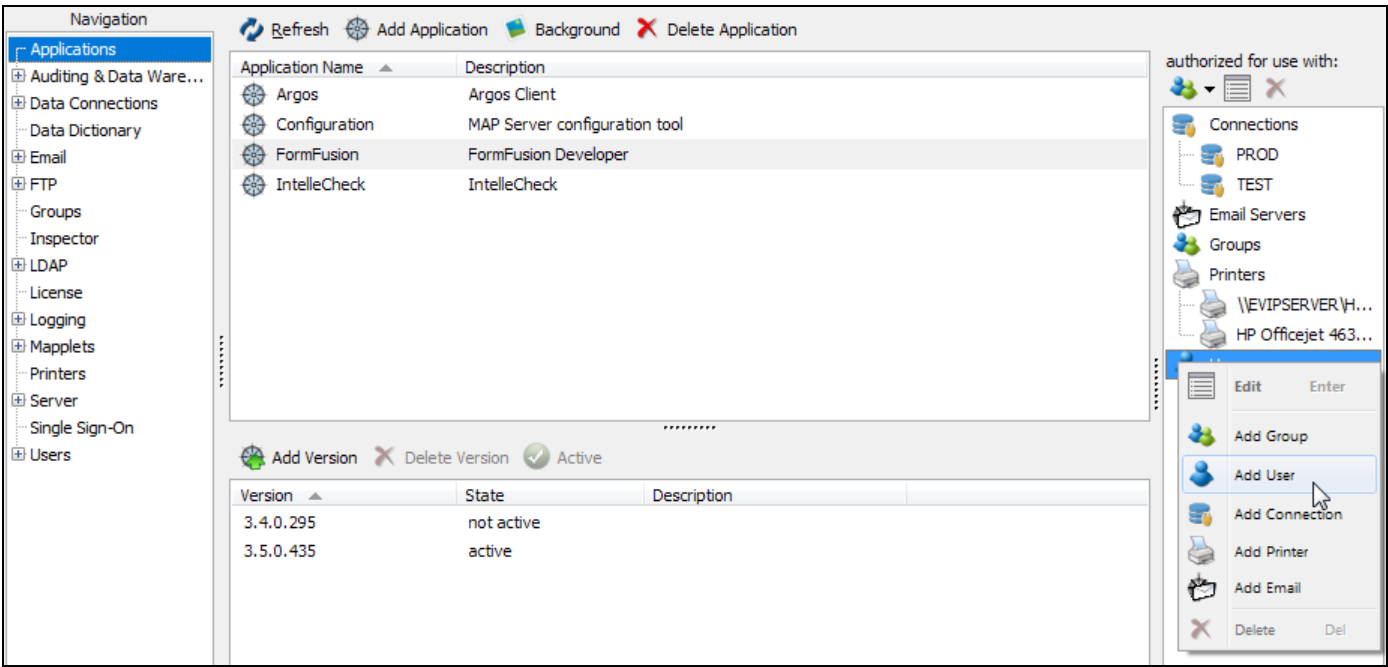 Navigation
Applications
Auditing & Data Ware...
Data Connections
Data Dictionary
Email
FTP
Groups
Inspector
LDAP
License
Logging
Mapplets
Printers
Server
Single Sign-On
Users
Refresh Add Application Background Delete Application
Application Name Description
Argos Argos Client
Configuration MAP Server configuration tool
FormFusion FormFusion Developer
IntelleCheck IntelleCheck
Add Version Delete Version Active
Version State Description
3.4.0.295 not active
3.5.0.435 active
authorized for use with:
Connections
PROD
TEST
Email Servers
Groups
Printers
\\EVIPSERVER\H...
HP Officejet 463...
Edit Enter
Add Group
Add User
Add Connection
Add Printer
Add Email
Delete Del